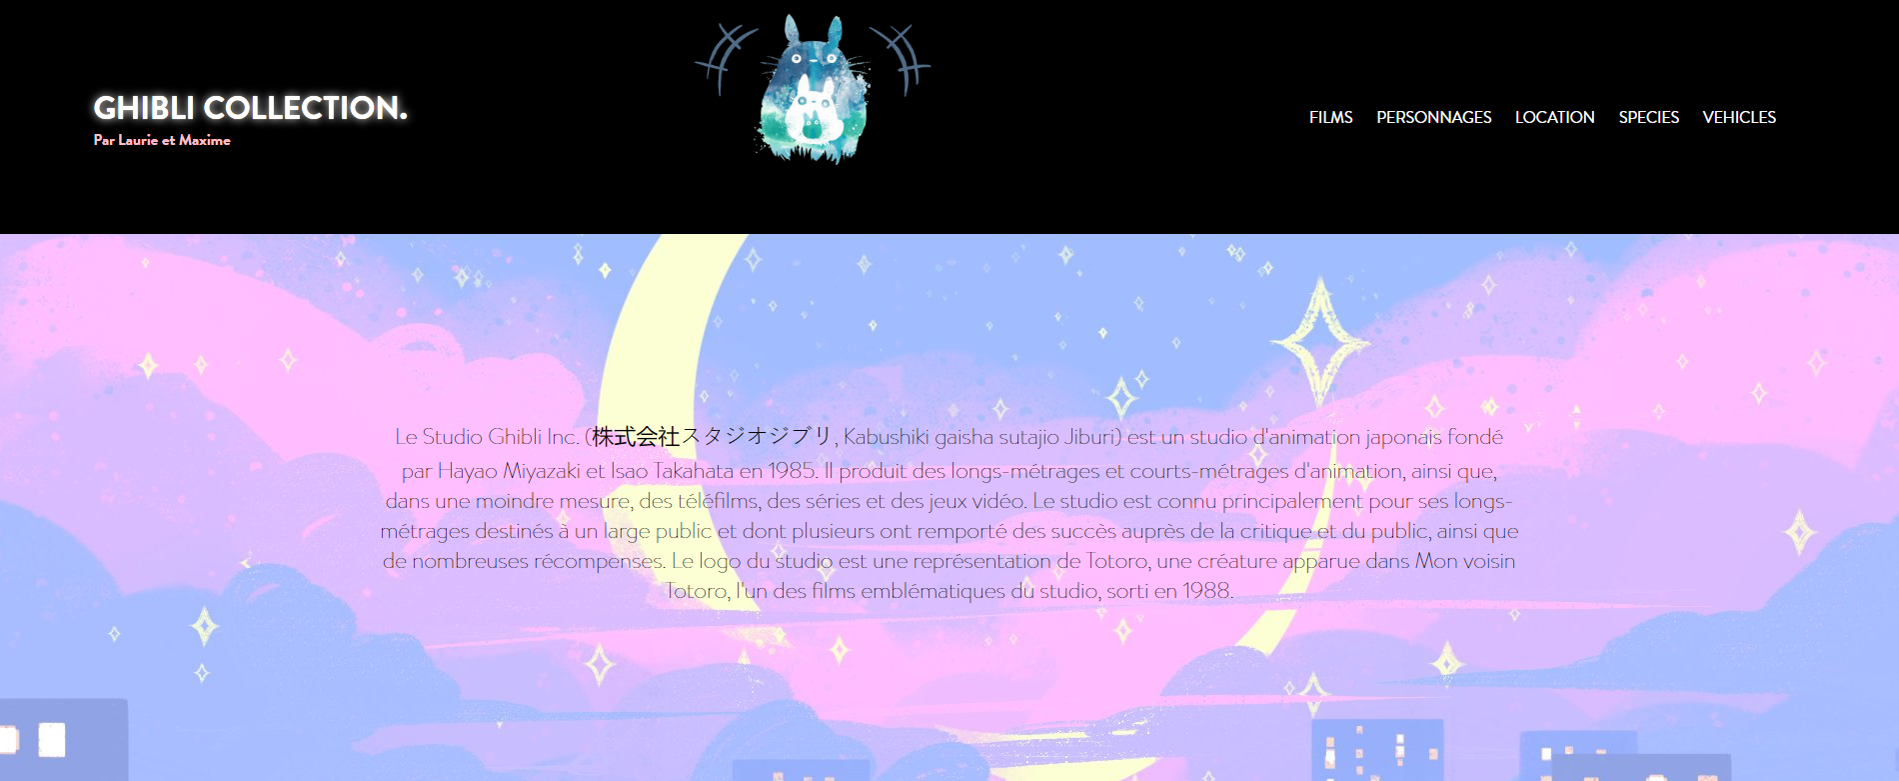 GHIBLI COLLECTION.
Par Laurie et Maxime
FILMS PERSONNAGES LOCATION SPECIES VEHICLES
Le Studio Ghibli Inc. (株式会社スタジオジブリ, Kabushiki gaisha sutajio Jiburi) est un studio d'animation japonais fondé
par Hayao Miyazaki et Isao Takahata en 1985. Il produit des longs-métrages et courts-métrages d'animation, ainsi que,
dans une moindre mesure, des téléfilms, des séries et des jeux vidéo. Le studio est connu principalement pour ses longs-
métrages destinés à un large public et dont plusieurs ont remporté des succès auprès de la critique et du public, ainsi que
de nombreuses récompenses. Le logo du studio est une représentation de Totoro, une créature apparue dans Mon voisin
Totoro, l'un des films emblématiques du studio, sorti en 1988.